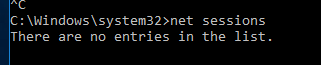 ^C
C:\Windows\system32>net sessions
There are no entries in the list.